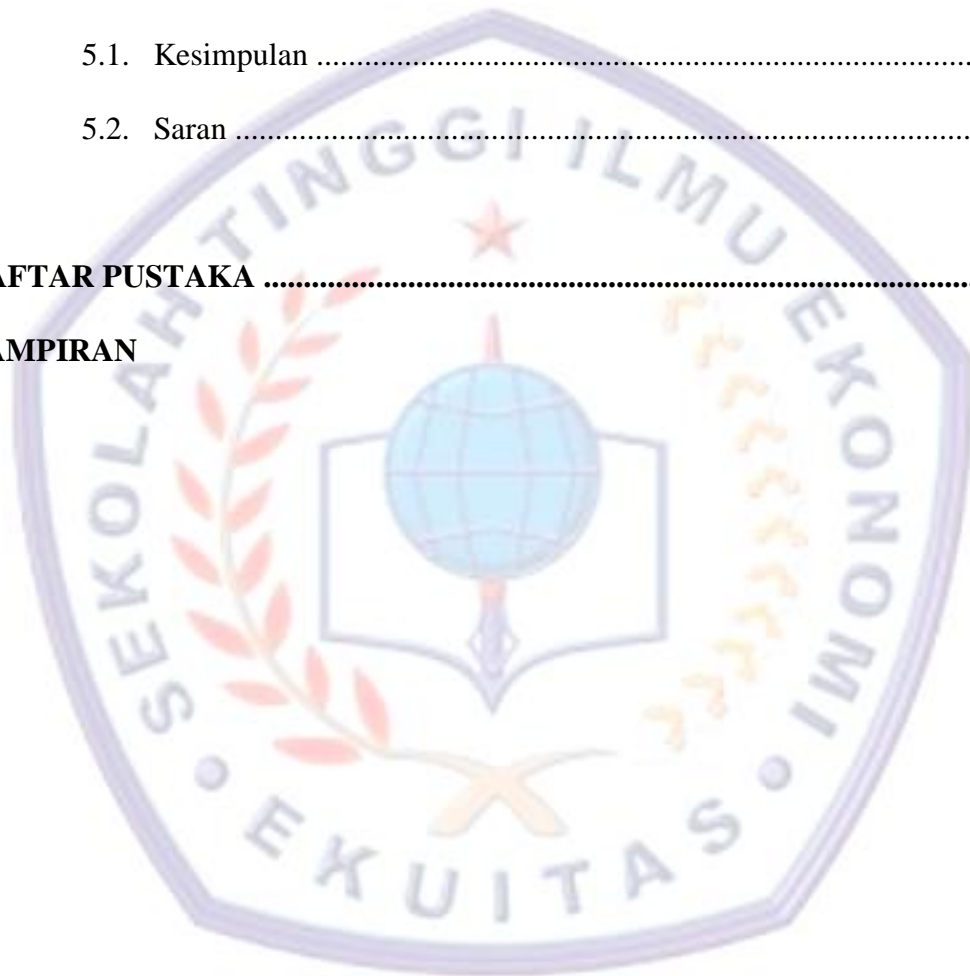 5.1. Kesimpulan ....................................................................................
5.2. Saran ...............................................................................................
AFTAR PUSTAKA ...........................................................................................
AMPIRAN
SEKOLAH TINGGI ILMU EKONOMI
• EKUITAS •